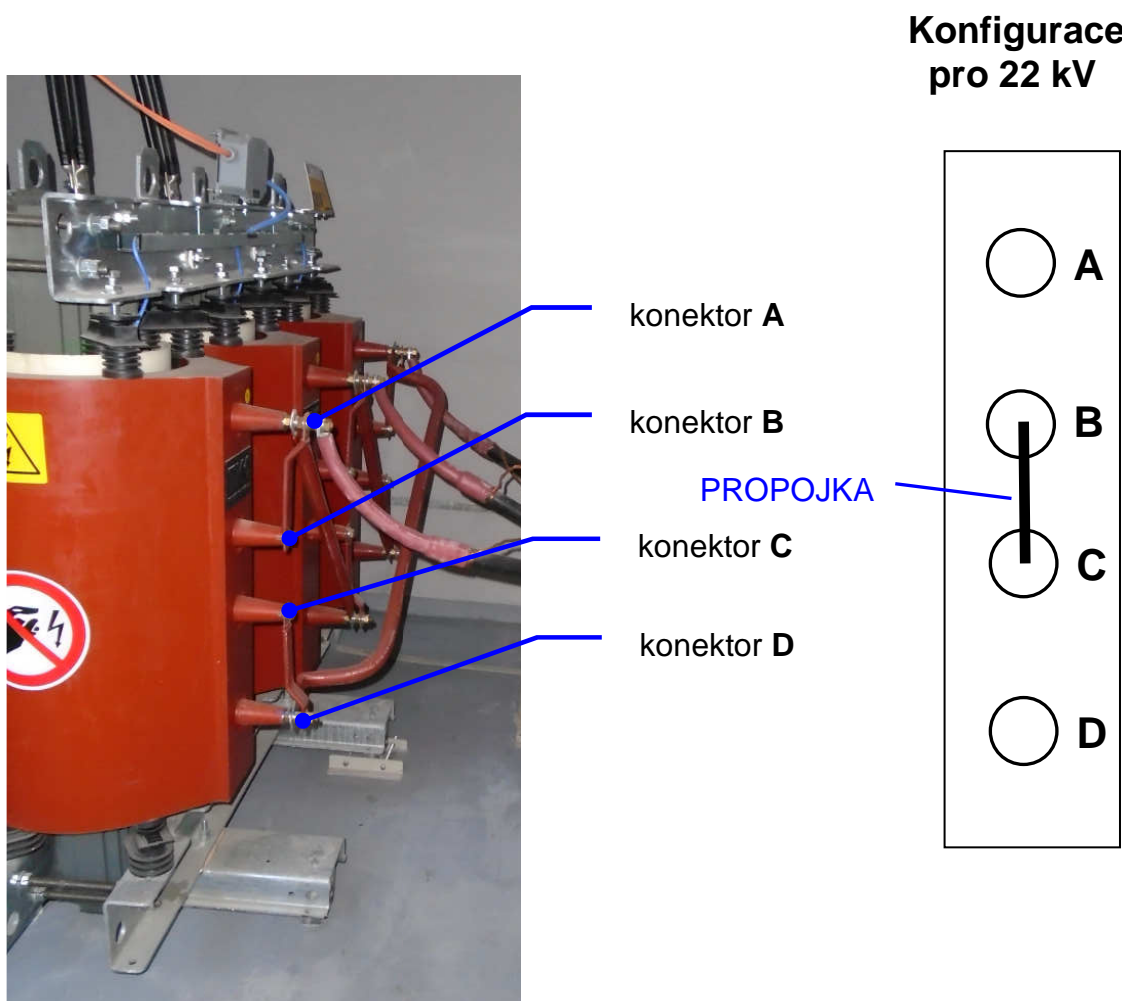 Konfigurace
pro 22 kV
konektor A
konektor B
PROPOJKA
konektor C
konektor D
A
B
C
D